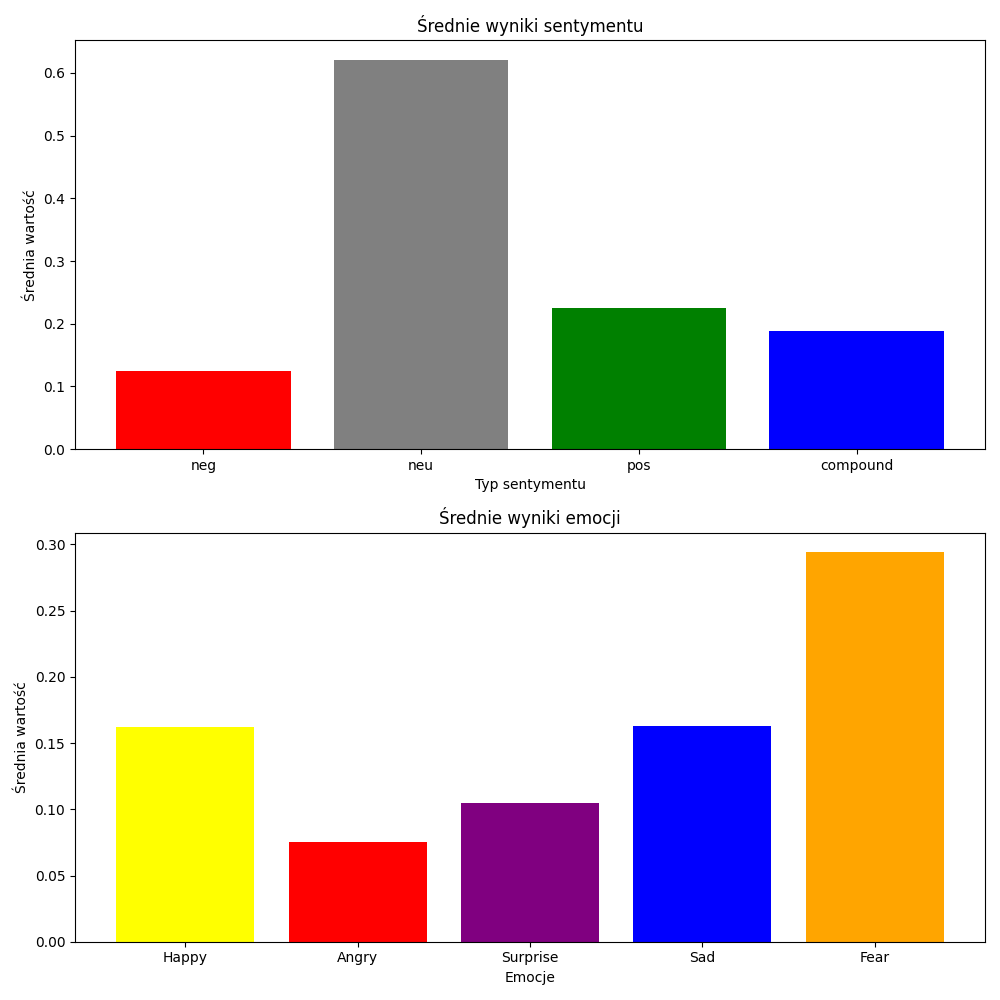 Średnie wyniki sentymentu
Średnia wartość
0.6
0.5
0.4
0.3
0.2
0.1
0.0
neg neu pos compound
Typ sentymentu
Średnie wyniki emocji
Średnia wartość
0.30
0.25
0.20
0.15
0.10
0.05
0.00
Happy Angry Surprise Sad Fear
Emocje